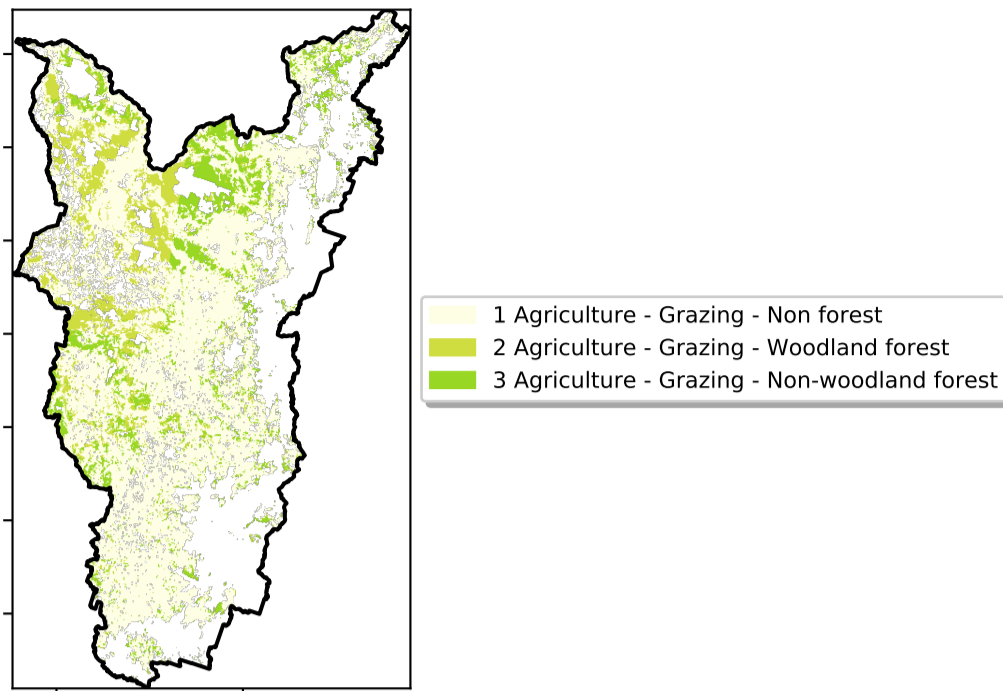 1 Agriculture - Grazing - Non forest
2 Agriculture - Grazing - Woodland forest
3 Agriculture - Grazing - Non-woodland forest